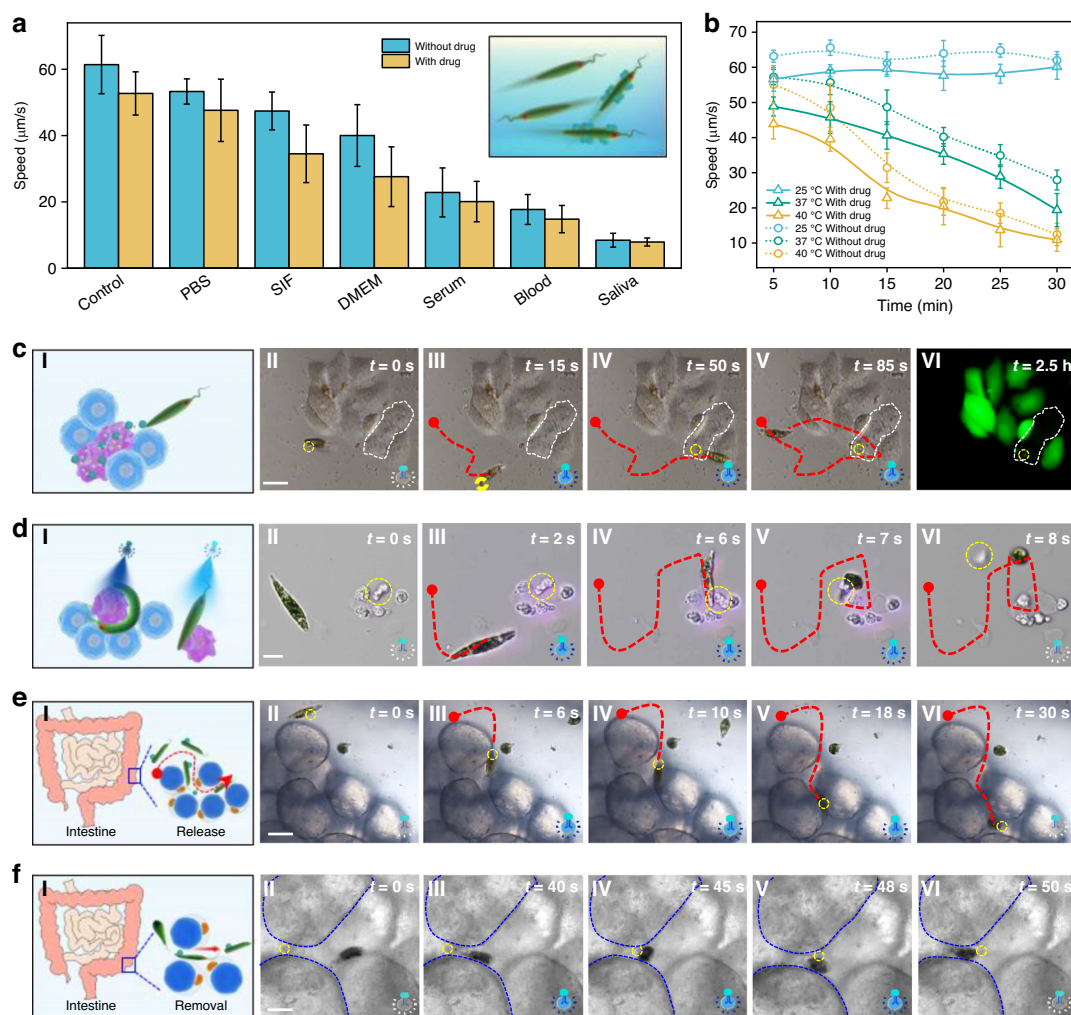 a
Speed (μm/s)
60
40
20
0
Without drug
With drug
Control
PBS
SIF
DMEM
Serum
Blood
Saliva
b
Speed (μm/s)
70
60
50
40
30
20
10
25 °C With drug
37 °C With drug
40 °C With drug
25 °C Without drug
37 °C Without drug
40 °C Without drug
5
10
15
20
25
30
Time (min)
c
I
II
t = 0 s
III
t = 15 s
IV
t = 50 s
V
t = 85 s
VI
t = 2.5 h
d
I
II
t = 0 s
III
t = 2 s
IV
t = 6 s
V
t = 7 s
VI
t = 8 s
e
I
Intestine
Release
II
t = 0 s
III
t = 6 s
IV
t = 10 s
V
t = 18 s
VI
t = 30 s
f
I
Intestine
Removal
II
t = 0 s
III
t = 40 s
IV
t = 45 s
V
t = 48 s
VI
t = 50 s